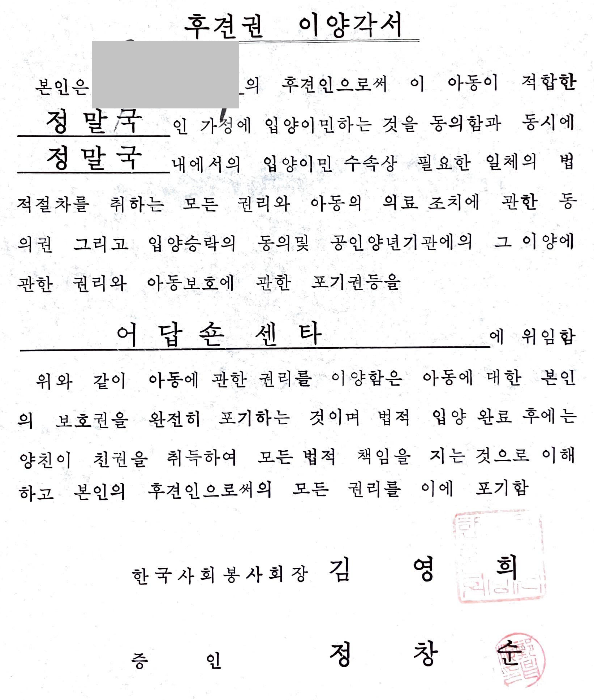 후견권 이양각서
본인은 의 후견인으로써 이 아동이 적합한
정말국 인 가정에 입양이민하는 것을 동의함과 동시에
정말국 내에서의 입양이민 수속상 필요한 일체의 법
적절차를 취하는 모든 권리와 아동의 의료 조치에 관한 동
의권 그리고 입양승락의 동의및 공인양년기관에의 그 이양에
관한 권리와 아동보호에 관한 포기권등을
어답숀 센타 에 위임함
위와 같이 아동에 관한 권리를 이양함은 아동에 대한 본인
의 보호권을 완전히 포기하는 것이며 법적 입양 완료 후에는
양친이 친권을 취득하여 모든 법적 책임을 지는 것으로 이해
하고 본인의 후견인으로써의 모든 권리를 이에 포기함
한국사회봉사회장 김 영 희
증 인 정 창 순